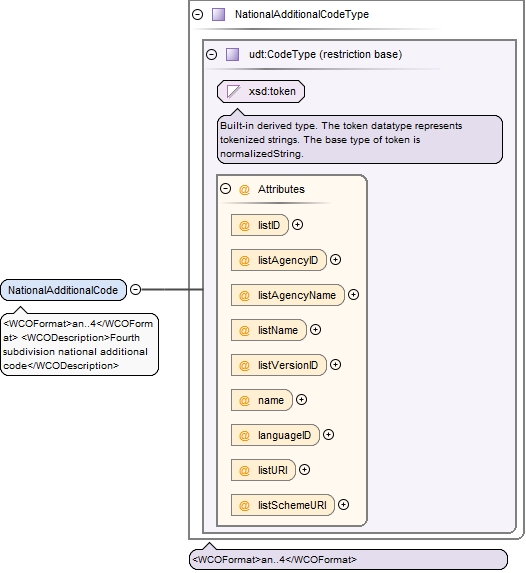 NationalAdditionalCodeType
udt:CodeType (restriction base)
xsd:token
Built-in derived type. The token datatype represents
tokenized strings. The base type of token is
normalizedString.
@ Attributes
@ listID
@ listAgencyID
@ listAgencyName
@ listName
@ listVersionID
@ name
@ languageID
@ listURI
@ listSchemeURI
NationalAdditionalCode
<WCOFormat>an..4</WCOForm
at> <WCODescription>Fourth
subdivision national additional
code</WCODescription>
<WCOFormat>an..4</WCOFormat>